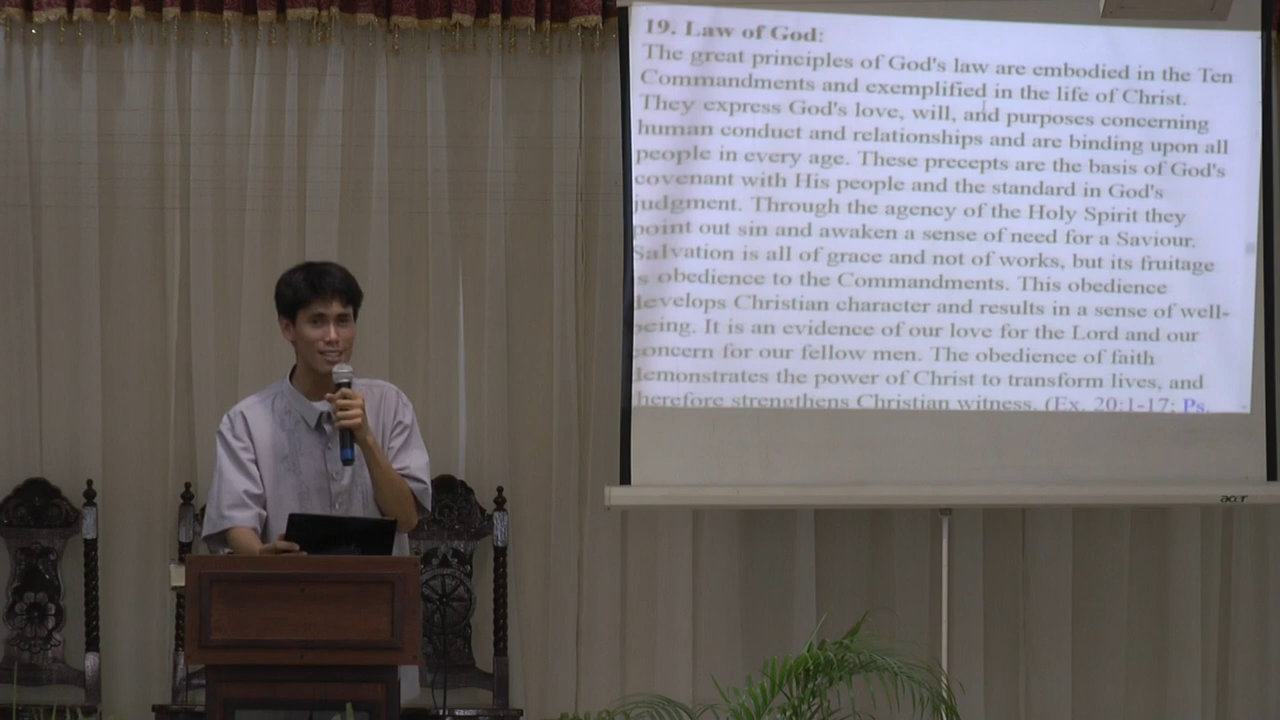 19. Law of God:
The great principles of God's law are embodied in the Ten
Commandments and exemplified in the life of Christ.
They express God's love, will, and purposes concerning
human conduct and relationships and are binding upon all
people in every age. These precepts are the basis of God's
covenant with His people and the standard in God's
judgment. Through the agency of the Holy Spirit they
point out sin and awaken a sense of need for a Saviour.
Salvation is all of grace and not of works, but its fruitage
s obedience to the Commandments. This obedience
develops Christian character and results in a sense of well-
being. It is an evidence of our love for the Lord and our
concern for our fellow men. The obedience of faith
demonstrates the power of Christ to transform lives, and
herefore strengthens Christian witness. (Ex. 20:1-17; Ps.
acer